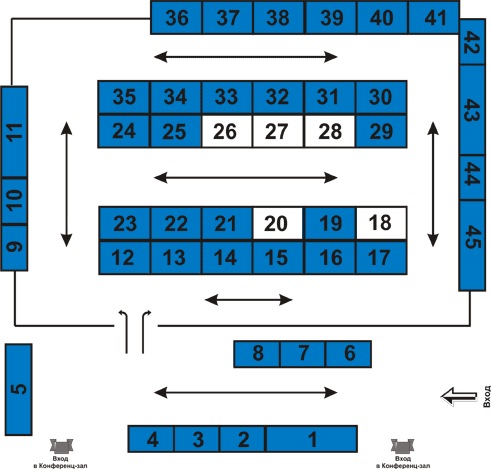 36 37 38 39 40 41
42
43
44
45
35 34 33 32 31 30
24 25 26 27 28 29
11
10
9
23 22 21 20 19 18
12 13 14 15 16 17
8 7 6
5
Вход
4 3 2 1
Вход
в Конференц-зал
Вход
в Конференц-зал